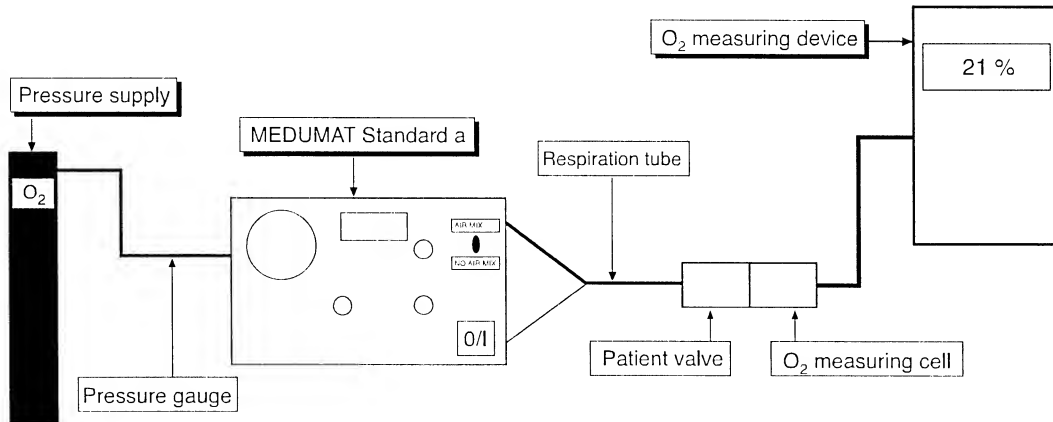 O2 measuring device
21 %
Pressure supply
MEDUMAT Standard a
Respiration tube
O2
AIR MIX
NO AIR MIX
0/I
Patient valve
O2 measuring cell
Pressure gauge